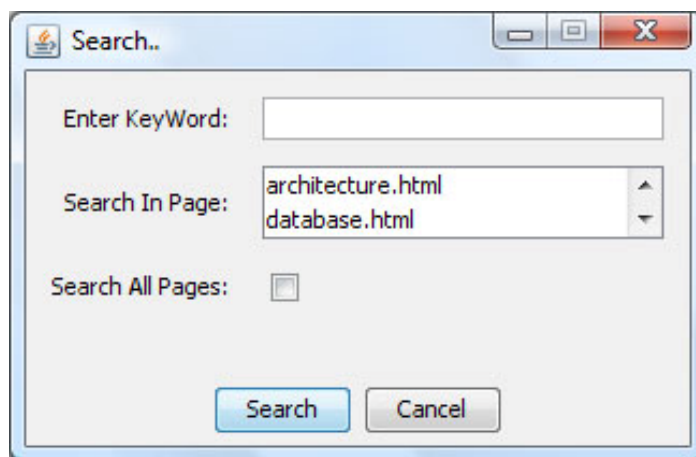 Search..
Enter KeyWord:
Search In Page:
architecture.html
database.html
Search All Pages:
Search Cancel